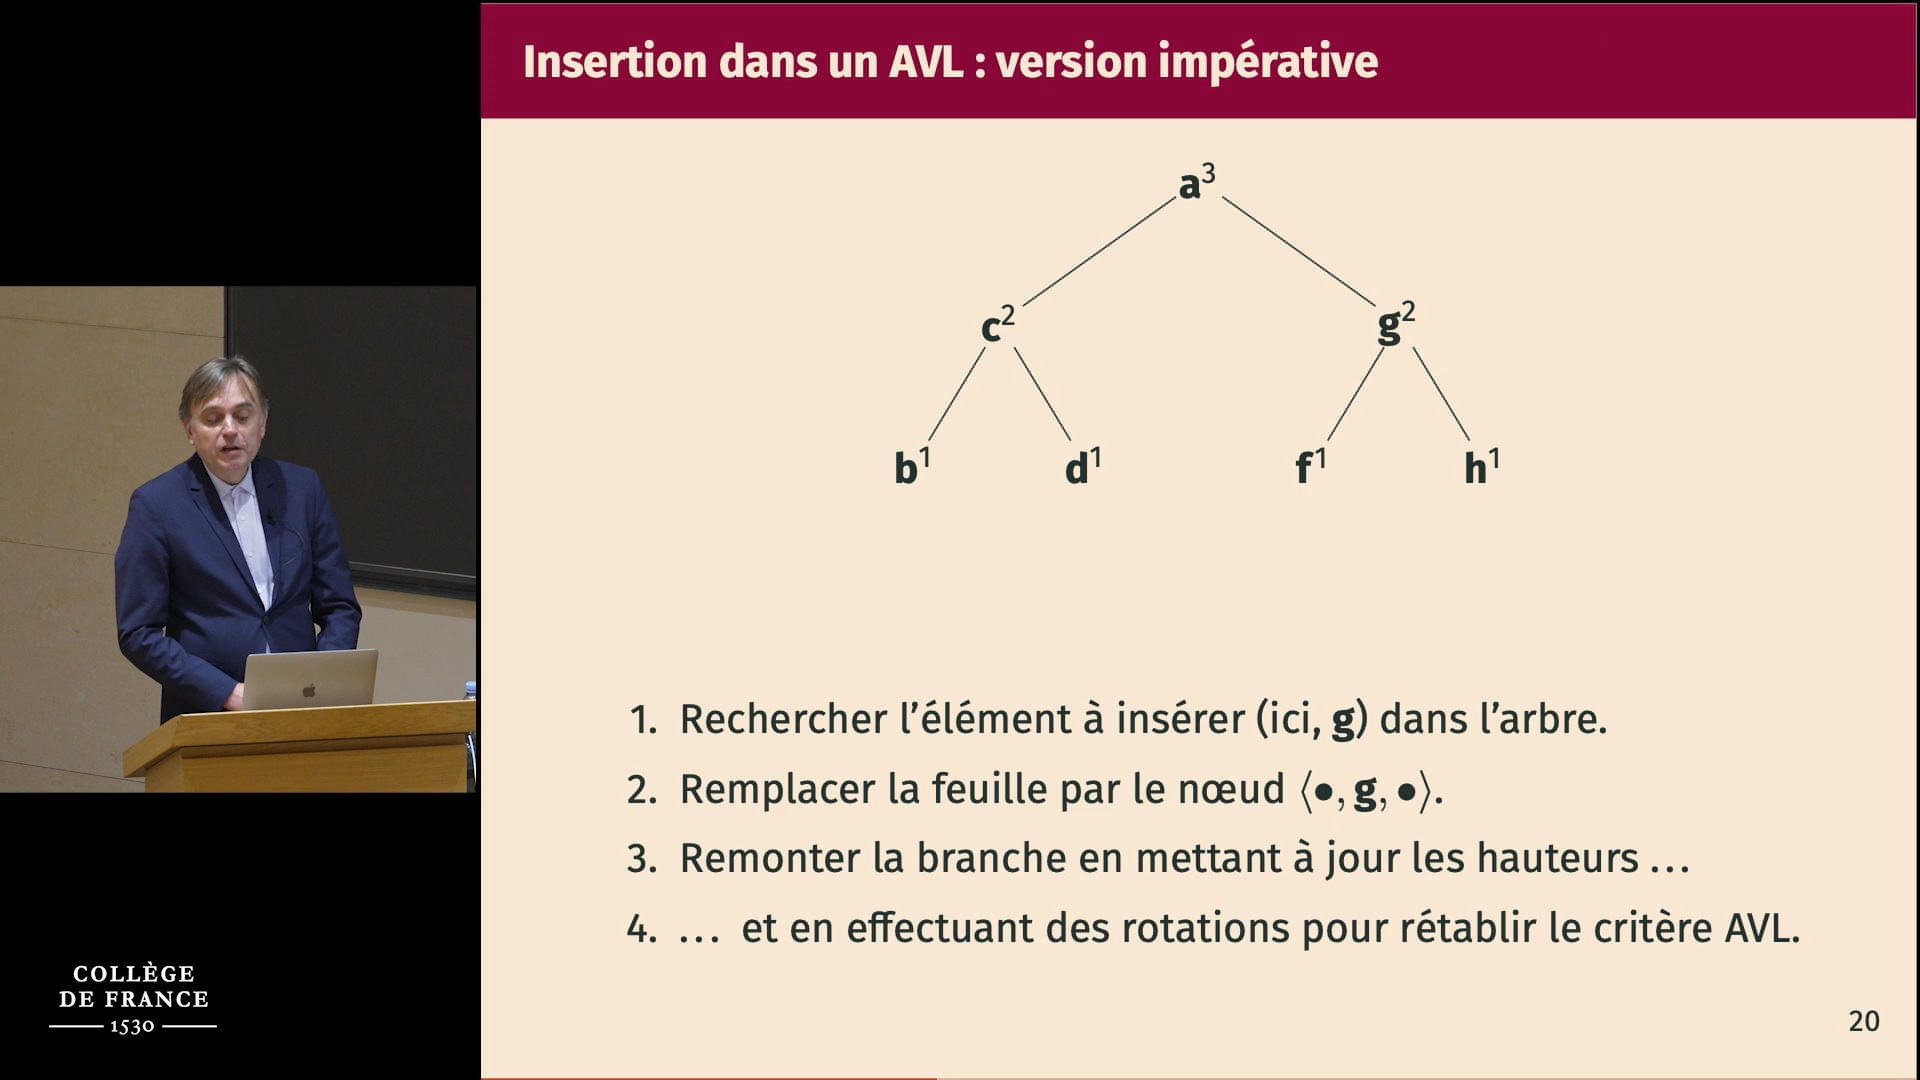 Insertion dans un AVL : version impérative
a³
c² g²
b¹ d¹ f¹ h¹
1. Rechercher l’élément à insérer (ici, g) dans l’arbre.
2. Remplacer la feuille par le nœud ⟨•, g, •⟩.
3. Remonter la branche en mettant à jour les hauteurs …
4. … et en effectuant des rotations pour rétablir le critère AVL.
20
COLLÈGE
DE FRANCE
1530